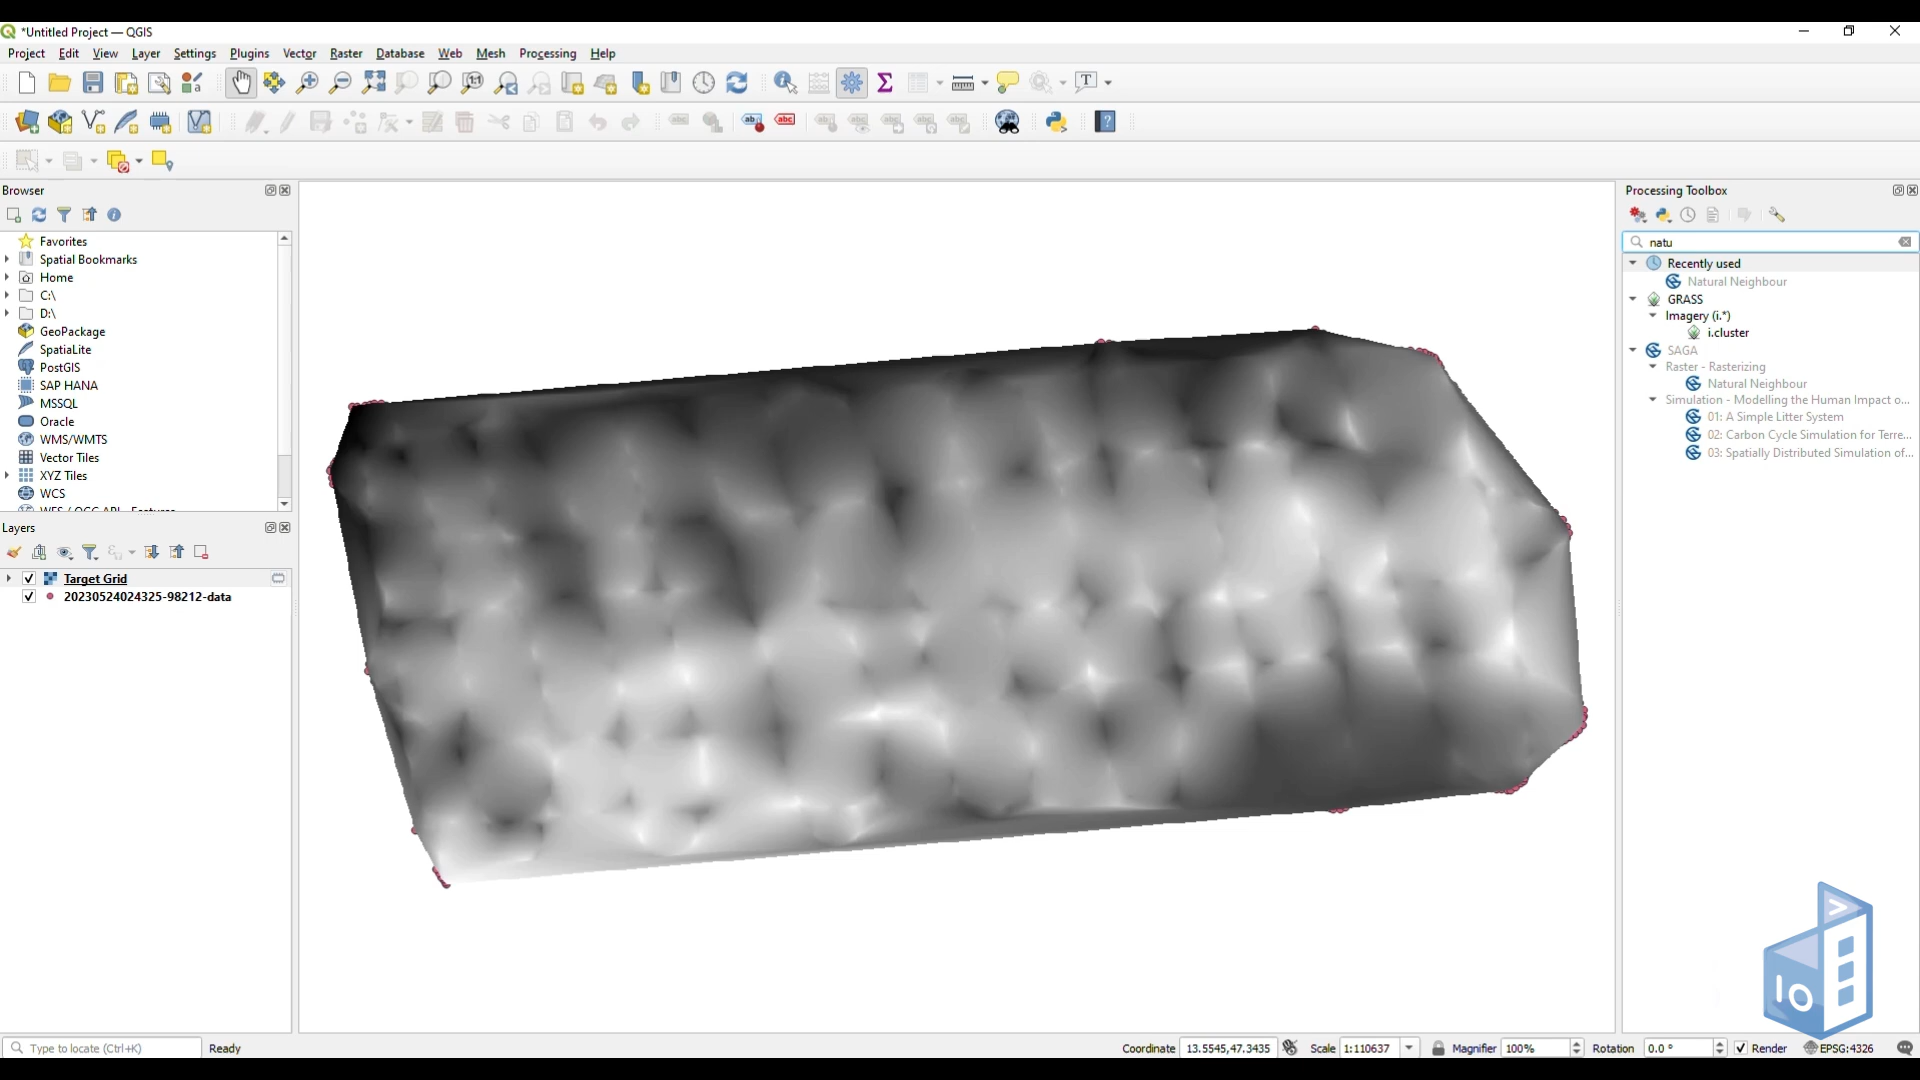 *Untitled Project — QGIS
Project Edit View Layer Settings Plugins Vector Raster Database Web Mesh Processing Help
Browser
Favorites
Spatial Bookmarks
Home
C:\
D:\
GeoPackage
SpatiaLite
PostGIS
SAP HANA
MSSQL
Oracle
WMS/WMTS
Vector Tiles
XYZ Tiles
WCS
Layers
Target Grid
20230524024325-98212-data
Processing Toolbox
natu
Recently used
Natural Neighbour
GRASS
Imagery (i.*)
i.cluster
SAGA
Raster - Rasterizing
Natural Neighbour
Simulation - Modelling the Human Impact o...
01: A Simple Litter System
02: Carbon Cycle Simulation for Terre...
03: Spatially Distributed Simulation of...
>
Io
Type to locate (Ctrl+K) Ready Coordinate 13.5545,47.3435 Scale 1:110637 Magnifier 100% Rotation 0.0 ° Render EPSG:4326